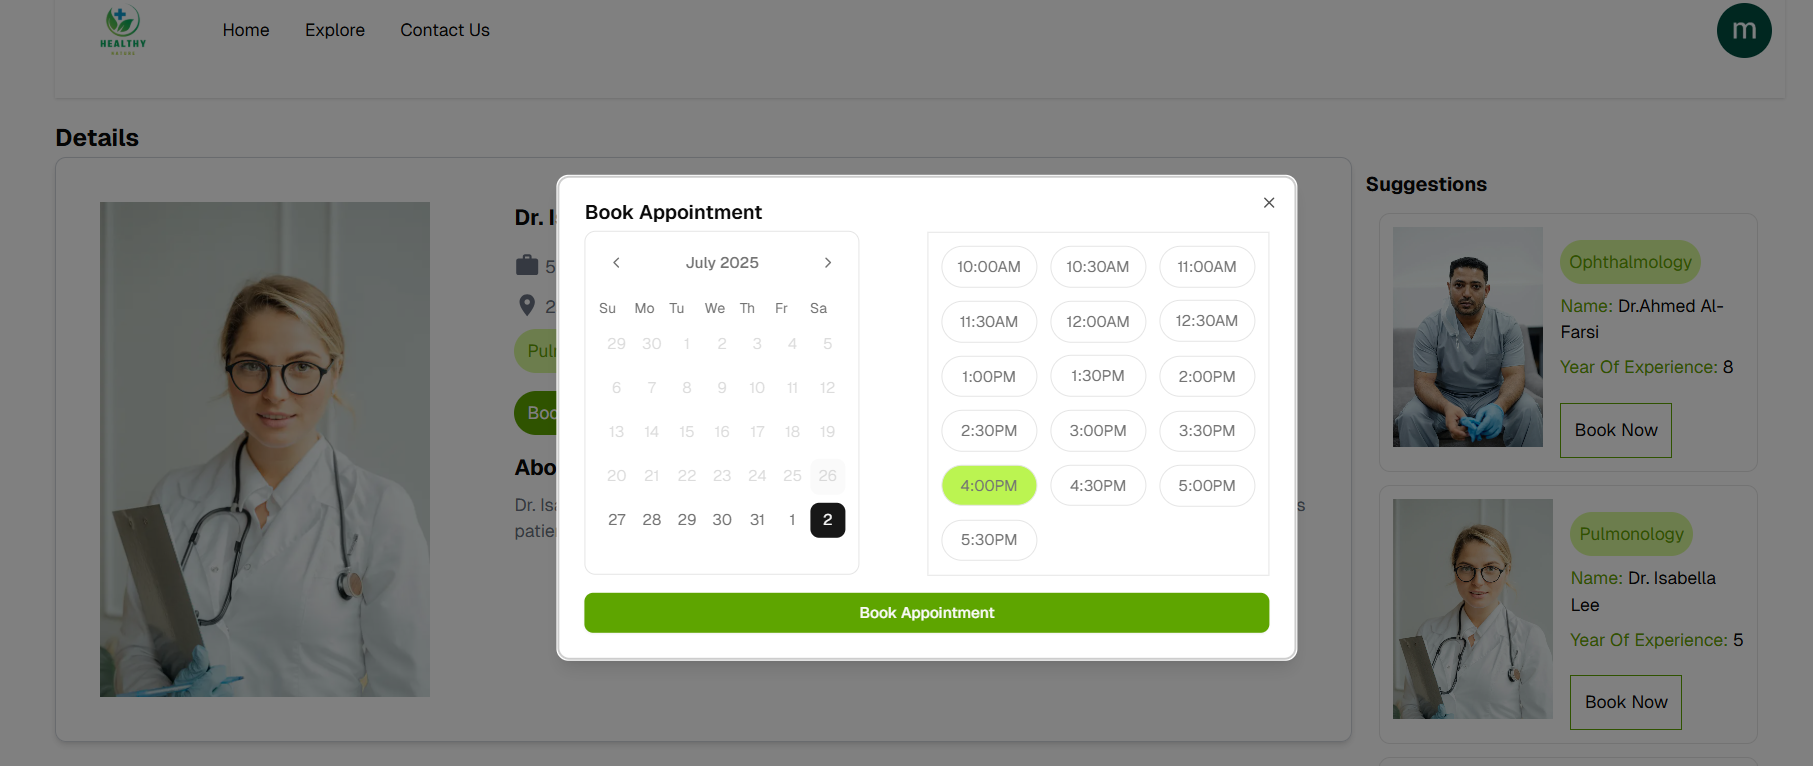 HEALTHY
Home
Explore
Contact Us
m
Details
Dr. I
5
2
Pul
Boo
Abo
Dr. Isa
s
patie
Book Appointment
July 2025
Su Mo Tu We Th Fr Sa
29 30 1 2 3 4 5
6 7 8 9 10 11 12
13 14 15 16 17 18 19
20 21 22 23 24 25 26
27 28 29 30 31 1 2
10:00AM 10:30AM 11:00AM
11:30AM 12:00AM 12:30AM
1:00PM 1:30PM 2:00PM
2:30PM 3:00PM 3:30PM
4:00PM 4:30PM 5:00PM
5:30PM
Book Appointment
Suggestions
Ophthalmology
Name: Dr.Ahmed Al-
Farsi
Year Of Experience: 8
Book Now
Pulmonology
Name: Dr. Isabella
Lee
Year Of Experience: 5
Book Now